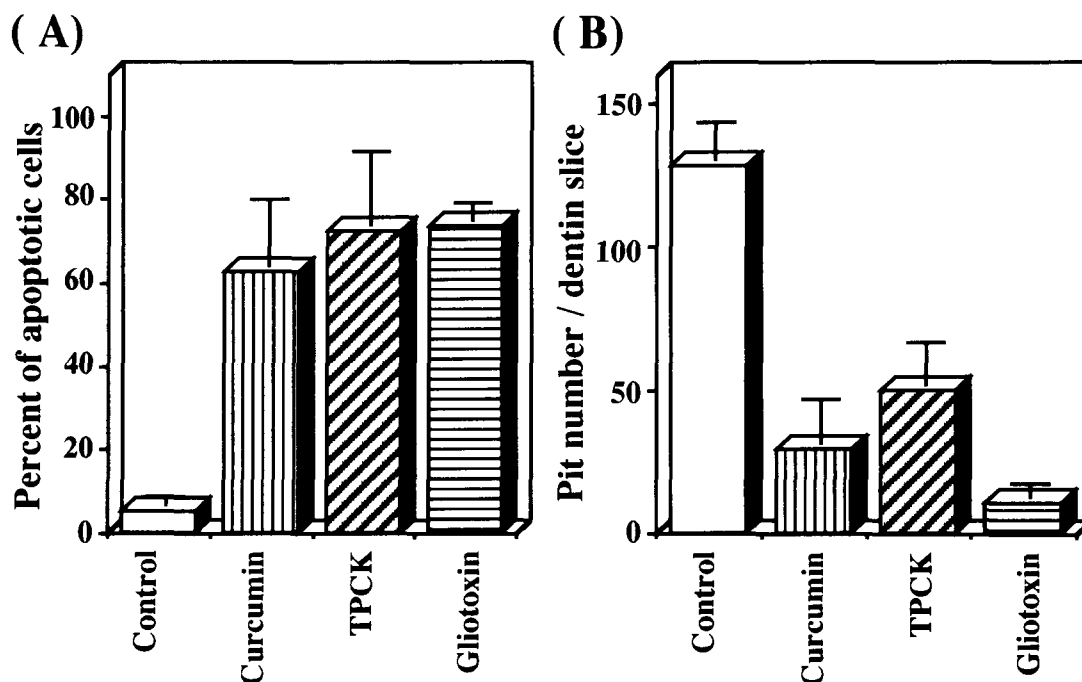 ( A)
Percent of apoptotic cells
100
80
60
40
20
0
Control
Curcumin
TPCK
Gliotoxin
( B)
Pit number / dentin slice
150
100
50
0
Control
Curcumin
TPCK
Gliotoxin